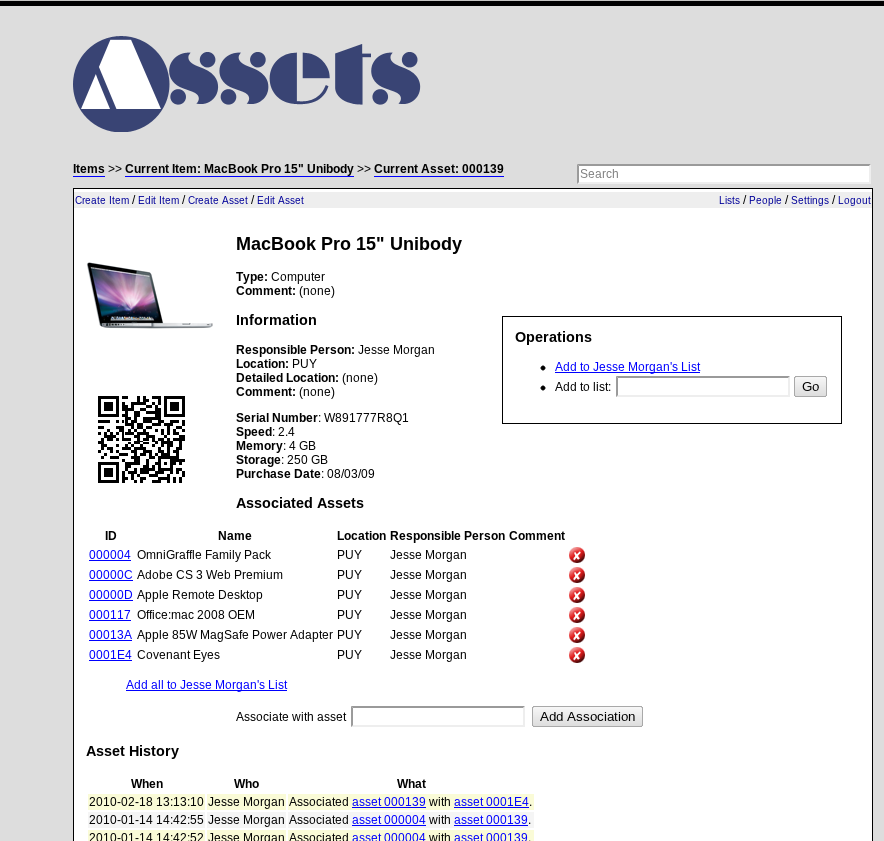 Assets
Items >> Current Item: MacBook Pro 15" Unibody >> Current Asset: 000139
Search
Create Item / Edit Item / Create Asset / Edit Asset
Lists / People / Settings / Logout
MacBook Pro 15" Unibody
Type: Computer
Comment: (none)
Information
Responsible Person: Jesse Morgan
Location: PUY
Detailed Location: (none)
Comment: (none)
Serial Number: W891777R8Q1
Speed: 2.4
Memory: 4 GB
Storage: 250 GB
Purchase Date: 08/03/09
Operations
Add to Jesse Morgan's List
Add to list: Go
Associated Assets
ID Name Location Responsible Person Comment
000004 OmniGraffle Family Pack PUY Jesse Morgan
00000C Adobe CS 3 Web Premium PUY Jesse Morgan
00000D Apple Remote Desktop PUY Jesse Morgan
000117 Office:mac 2008 OEM PUY Jesse Morgan
00013A Apple 85W MagSafe Power Adapter PUY Jesse Morgan
0001E4 Covenant Eyes PUY Jesse Morgan
Add all to Jesse Morgan's List
Associate with asset Add Association
Asset History
When Who What
2010-02-18 13:13:10 Jesse Morgan Associated asset 000139 with asset 0001E4.
2010-01-14 14:42:55 Jesse Morgan Associated asset 000004 with asset 000139.
2010-01-14 14:42:52 Jesse Morgan Associated asset 000004 with asset 000139.